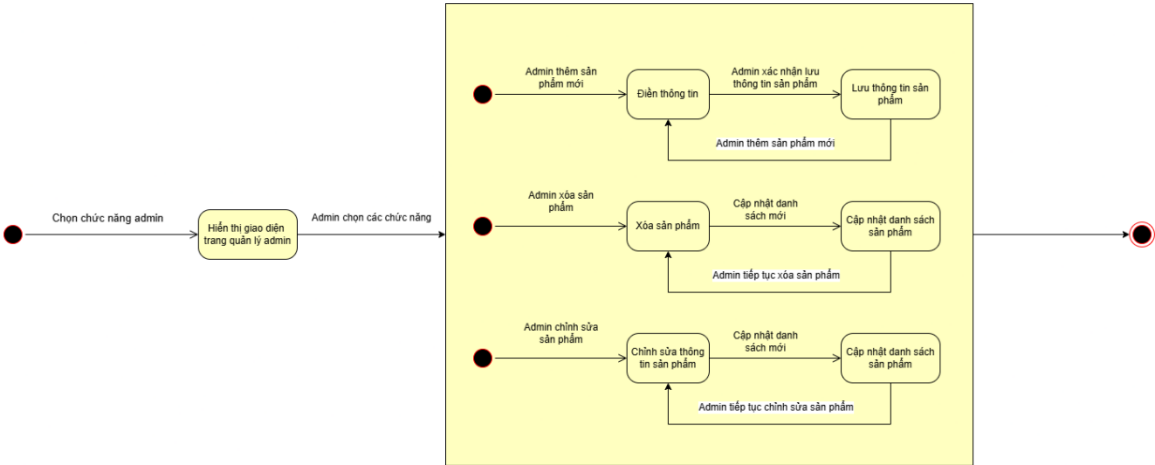 Admin thêm sản
phẩm mới
Admin xác nhận lưu
thông tin sản phẩm
Điền thông tin
Lưu thông tin sản
phẩm
Admin thêm sản phẩm mới
Chọn chức năng admin
Hiển thị giao diện
trang quản lý admin
Admin chọn các chức năng
Admin xóa sản
phẩm
Cập nhật danh
sách mới
Xóa sản phẩm
Cập nhật danh sách
sản phẩm
Admin tiếp tục xóa sản phẩm
Admin chỉnh sửa
sản phẩm
Cập nhật danh
sách mới
Chỉnh sửa thông
tin sản phẩm
Cập nhật danh sách
sản phẩm
Admin tiếp tục chỉnh sửa sản phẩm